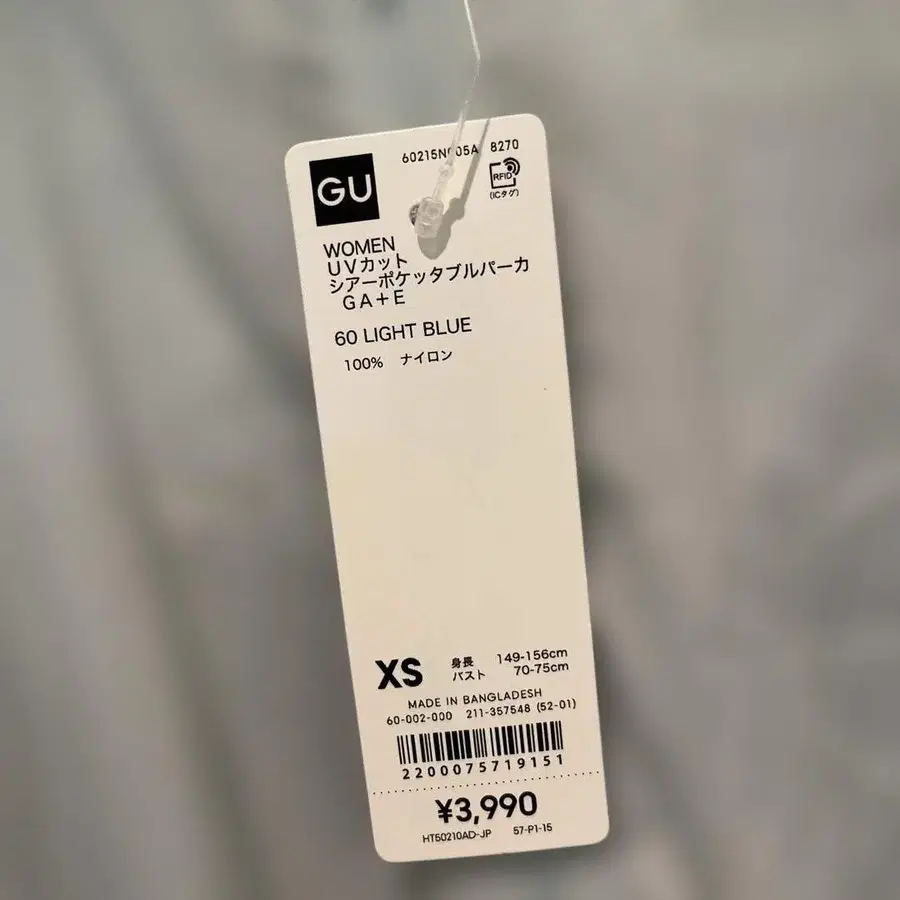 60215N005A 8270
GU
RFID
(ICタグ)
WOMEN
UVカット
シアーポケッタブルパーカ
GA+E
60 LIGHT BLUE
100% ナイロン
XS 身長 149-156cm
バスト 70-75cm
MADE IN BANGLADESH
60-002-000 211-357548 (52-01)
2200075719151
¥3,990
HT50210AD-JP 57-P1-15